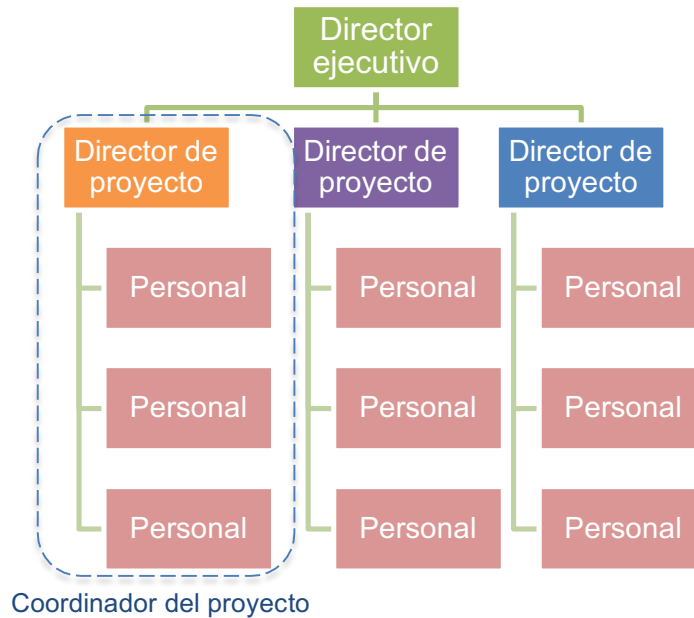 Director
ejecutivo
Director de
proyecto
Director de
proyecto
Director de
proyecto
Personal
Personal
Personal
Personal
Personal
Personal
Personal
Personal
Personal
Coordinador del proyecto